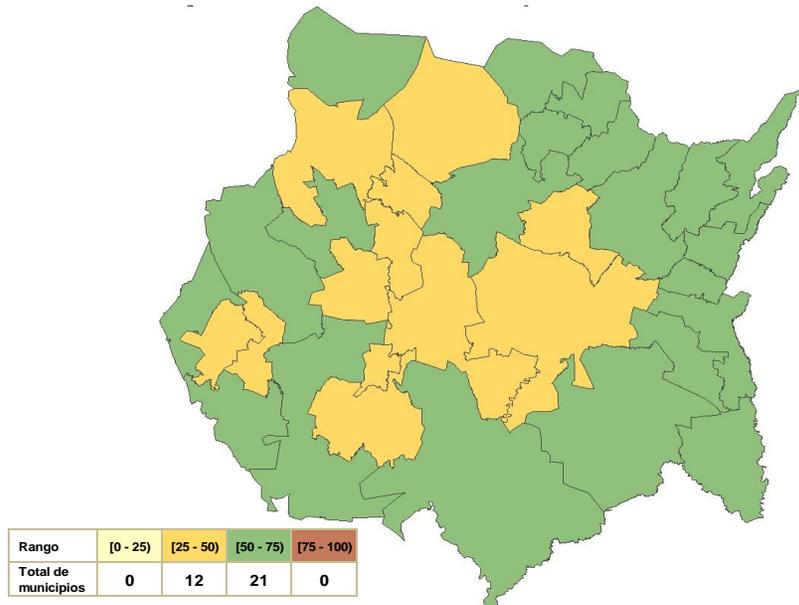 Rango [0 - 25) [25 - 50) [50 - 75) [75 - 100)
Total de
municipios 0 12 21 0